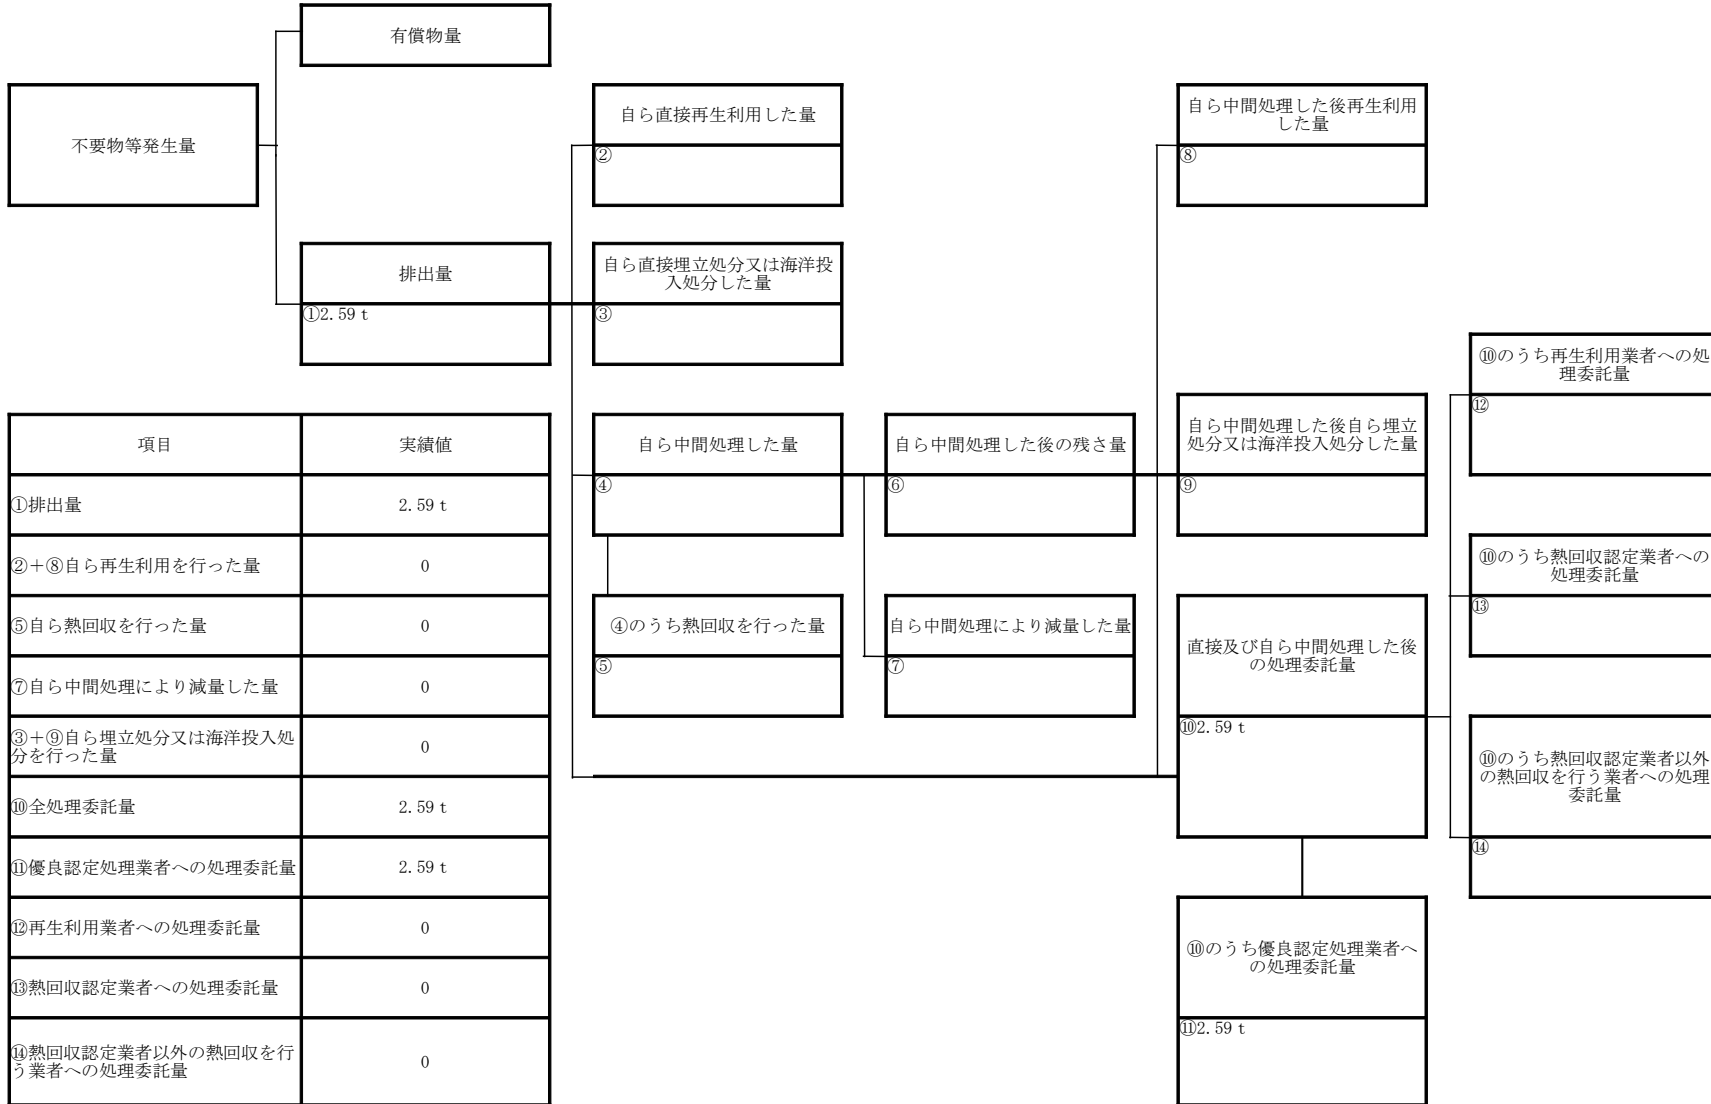 有償物量
不要物等発生量
自ら直接再生利用した量
②
自ら中間処理した後再生利用
した量
⑧
排出量
①2.59 t
自ら直接埋立処分又は海洋投
入処分した量
③
⑩のうち再生利用業者への処
理委託量
⑫
自ら中間処理した量
④
自ら中間処理した後の残さ量
⑥
自ら中間処理した後自ら埋立
処分又は海洋投入処分した量
⑨
⑩のうち熱回収認定業者への
処理委託量
⑬
④のうち熱回収を行った量
⑤
自ら中間処理により減量した量
⑦
直接及び自ら中間処理した後
の処理委託量
⑩2.59 t
⑩のうち熱回収認定業者以外
の熱回収を行う業者への処理
委託量
⑭
⑩のうち優良認定処理業者へ
の処理委託量
⑪2.59 t
項目 実績値
①排出量 2.59 t
②＋⑧自ら再生利用を行った量 0
⑤自ら熱回収を行った量 0
⑦自ら中間処理により減量した量 0
③＋⑨自ら埋立処分又は海洋投入処
分を行った量 0
⑩全処理委託量 2.59 t
⑪優良認定処理業者への処理委託量 2.59 t
⑫再生利用業者への処理委託量 0
⑬熱回収認定業者への処理委託量 0
⑭熱回収認定業者以外の熱回収を行
う業者への処理委託量 0